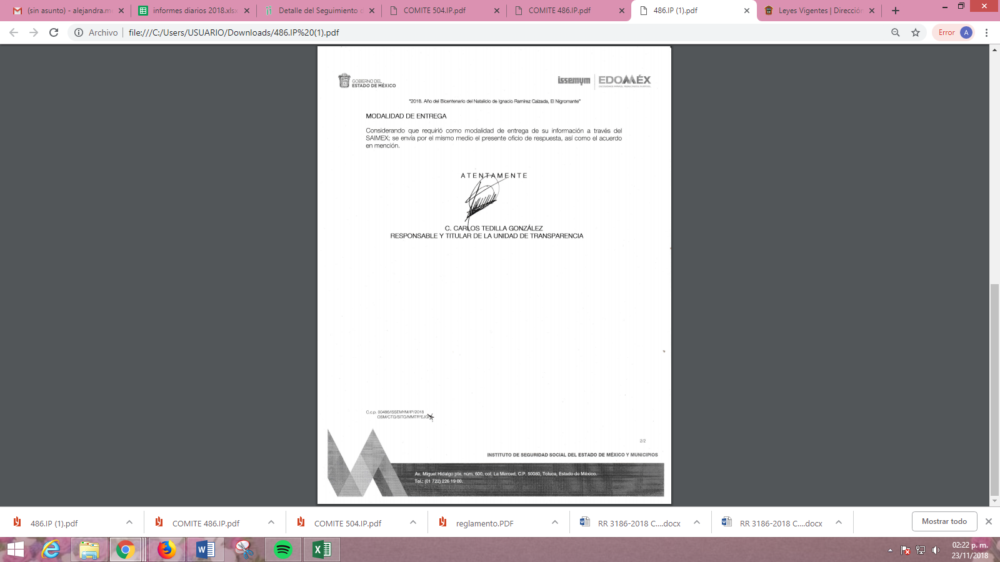 (sin asunto) - alejandra.m
informes diarios 2018.xlsx
Detalle del Seguimiento d
COMITE 504.IP.pdf
COMITE 486.IP.pdf
486.IP (1).pdf
Leyes Vigentes | Dirección
Archivo
file:///C:/Users/USUARIO/Downloads/486.IP%20(1).pdf
Error
A
GOBIERNO DEL
ESTADO DE MÉXICO
issemym
EDOMÉX
"2018. Año del Bicentenario del Natalicio de Ignacio Ramírez Calzada, El Nigromante"
MODALIDAD DE ENTREGA
Considerando que requirió como modalidad de entrega de su información a través del
SAIMEX; se envía por el mismo medio el presente oficio de respuesta, así como el acuerdo
en mención.
A T E N T A M E N T E
C. CARLOS TEDILLA GONZÁLEZ
RESPONSABLE Y TITULAR DE LA UNIDAD DE TRANSPARENCIA
C.c.p. 00486/ISSEMYM/IP/2018
DSM/CTG/SITG/MMTR*EJG
2/2
INSTITUTO DE SEGURIDAD SOCIAL DEL ESTADO DE MÉXICO Y MUNICIPIOS
Av. Miguel Hidalgo pte. núm. 600, col. La Merced, C.P. 50080, Toluca, Estado de México.
Tel.: (01 722) 226 19 00.
486.IP (1).pdf
COMITE 486.IP.pdf
COMITE 504.IP.pdf
reglamento.PDF
RR 3186-2018 C....docx
RR 3186-2018 C....docx
Mostrar todo
02:22 p. m.
23/11/2018